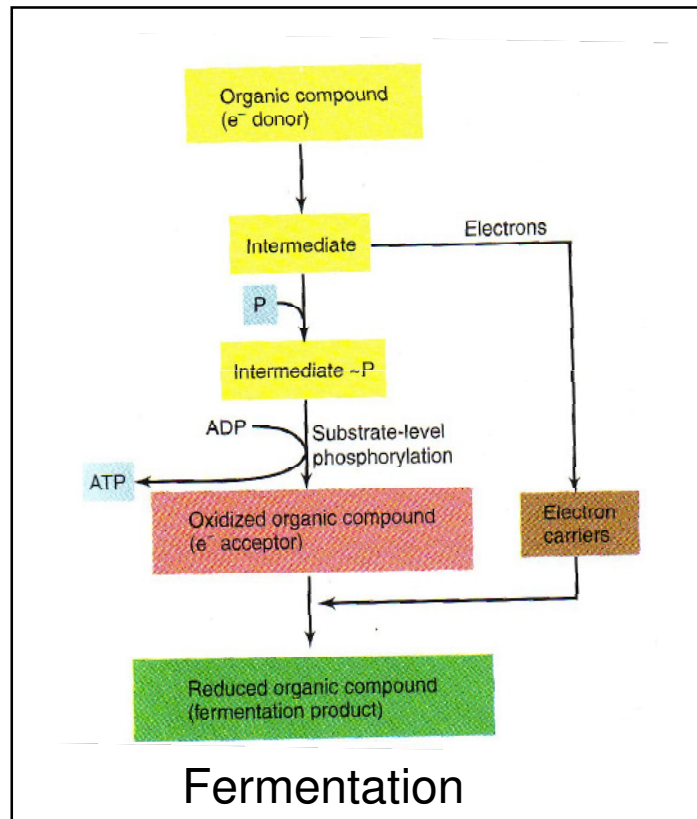 Organic compound
(e⁻ donor)
Electrons
Intermediate
P
Intermediate ~P
ADP
Substrate-level
phosphorylation
ATP
Oxidized organic compound
(e⁻ acceptor)
Electron
carriers
Reduced organic compound
(fermentation product)
Fermentation